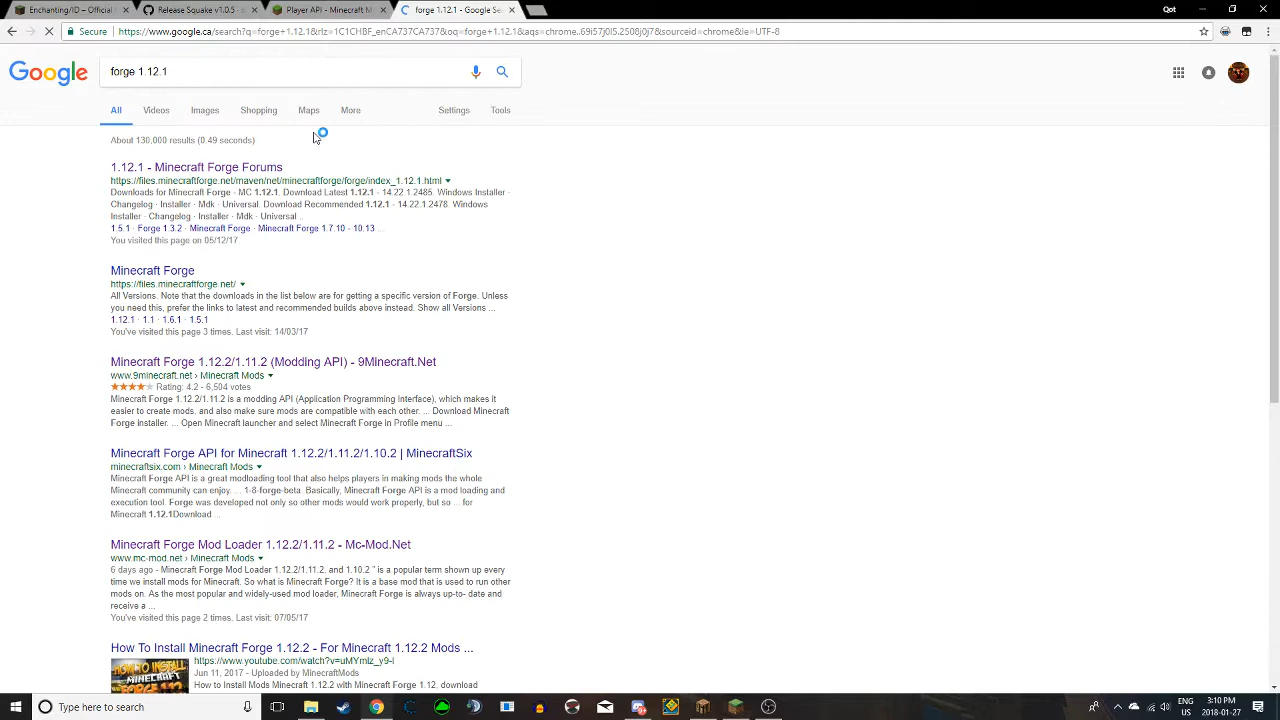 Enchanting/ID – Official
Release Squake v1.0.5 ·
Player API - Minecraft M
forge 1.12.1 - Google Se
Qot
Secure
https://www.google.ca/search?q=forge+1.12.1&rlz=1C1CHBF_enCA737CA737&oq=forge+1.12.1&aqs=chrome..69i57j0l5.2508j0j7&sourceid=chrome&ie=UTF-8
Google
forge 1.12.1
All Videos Images Shopping Maps More Settings Tools
About 130,000 results (0.49 seconds)
1.12.1 - Minecraft Forge Forums
https://files.minecraftforge.net/maven/net/minecraftforge/forge/index_1.12.1.html
Downloads for Minecraft Forge - MC 1.12.1. Download Latest 1.12.1 - 14.22.1.2485. Windows Installer ·
Changelog · Installer · Mdk · Universal. Download Recommended 1.12.1 - 14.22.1.2478. Windows
Installer · Changelog · Installer · Mdk · Universal ..
1.5.1 · Forge 1.3.2 · Minecraft Forge · Minecraft Forge 1.7.10 - 10.13 ...
You visited this page on 05/12/17
Minecraft Forge
https://files.minecraftforge.net/
All Versions. Note that the downloads in the list below are for getting a specific version of Forge. Unless
you need this, prefer the links to latest and recommended builds above instead. Show all Versions ...
1.12.1 · 1.1 · 1.6.1 · 1.5.1
You've visited this page 3 times. Last visit: 14/03/17
Minecraft Forge 1.12.2/1.11.2 (Modding API) - 9Minecraft.Net
www.9minecraft.net › Minecraft Mods
Rating: 4.2 - 6,504 votes
Minecraft Forge 1.12.2/1.11.2 is a modding API (Application Programming Interface), which makes it
easier to create mods, and also make sure mods are compatible with each other. ... Download Minecraft
Forge installer. ... Open Minecraft launcher and select Minecraft Forge in Profile menu ...
Minecraft Forge API for Minecraft 1.12.2/1.11.2/1.10.2 | MinecraftSix
minecraftsix.com › Minecraft Mods
Minecraft Forge API is a great modloading tool that also helps players in making mods the whole
Minecraft community can enjoy. ... 1-8-forge-beta. Basically, Minecraft Forge API is a mod loading and
execution tool. Forge was developed not only so other mods would work properly, but so ... for
Minecraft 1.12.1Download ...
Minecraft Forge Mod Loader 1.12.2/1.11.2 - Mc-Mod.Net
www.mc-mod.net › Minecraft Mods
6 days ago - Minecraft Forge Mod Loader 1.12.2/1.11.2, and 1.10.2 " is a popular term shown up every
time we install mods for Minecraft. So what is Minecraft Forge? It is a base mod that is used to run other
mods on. As the most popular and widely-used mod loader, Minecraft Forge is always up-to- date and
receive a ...
You've visited this page 2 times. Last visit: 07/05/17
How To Install Minecraft Forge 1.12.2 - For Minecraft 1.12.2 Mods ...
https://www.youtube.com/watch?v=uMYmlz_y9-I
Jun 11, 2017 - Uploaded by MinecraftMods
How to Install Mods Minecraft 1.12.2 with Minecraft Forge 1.12, download
HOW TO INSTALL
MINECRAFT
FORGE 1.12
Type here to search
ENG
US
3:10 PM
2018-01-27